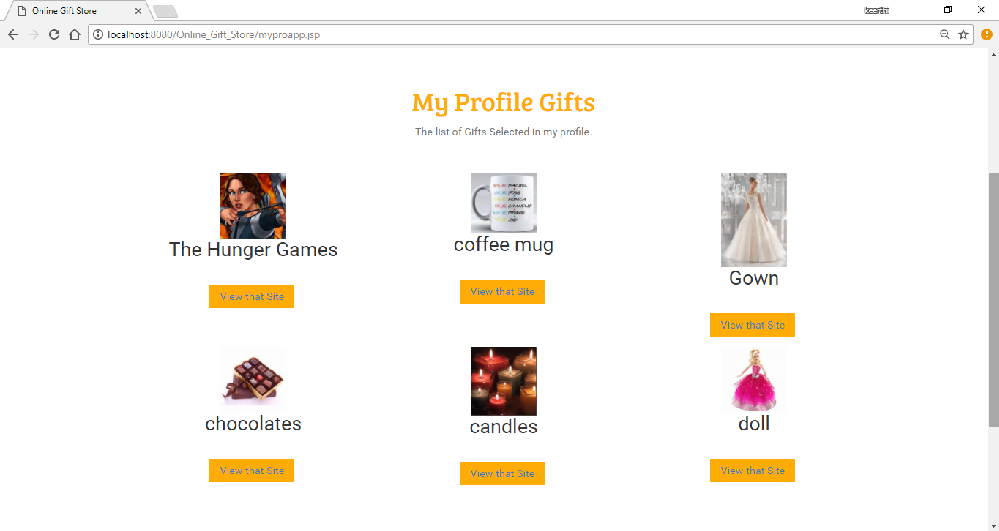 Online Gift Store
keerthi
localhost:8080/Online_Gift_Store/myproapp.jsp
My Profile Gifts
The list of Gifts Selected in my profile.
The Hunger Games
coffee mug
Gown
View that Site
View that Site
View that Site
chocolates
candles
doll
View that Site
View that Site
View that Site